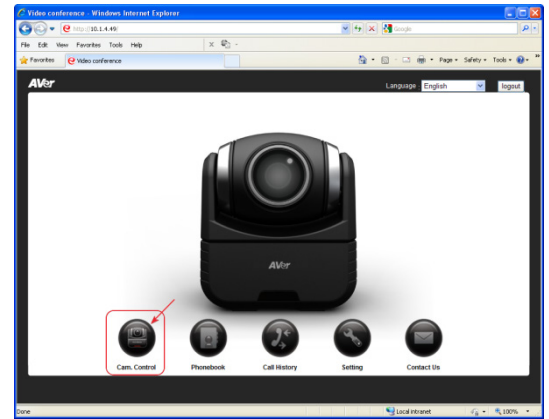 Video conference - Windows Internet Explorer
http://10.1.4.49/
Google
File Edit View Favorites Tools Help
Favorites Video conference
Page Safety Tools
AVer
Language English logout
AVer
Cam. Control Phonebook Call History Setting Contact Us
Done Local intranet 100%